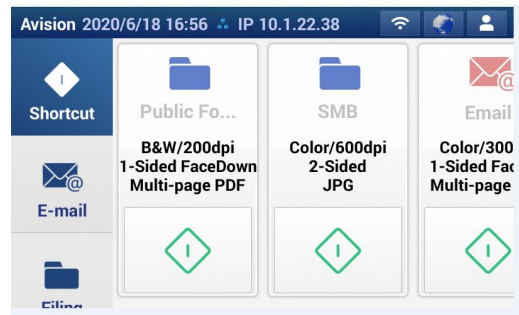 Avision 2020/6/18 16:56 IP 10.1.22.38
Shortcut
E-mail
Filing
Public Fo...
B&W/200dpi
1-Sided FaceDown
Multi-page PDF
SMB
Color/600dpi
2-Sided
JPG
Email
Color/300
1-Sided Fac
Multi-page